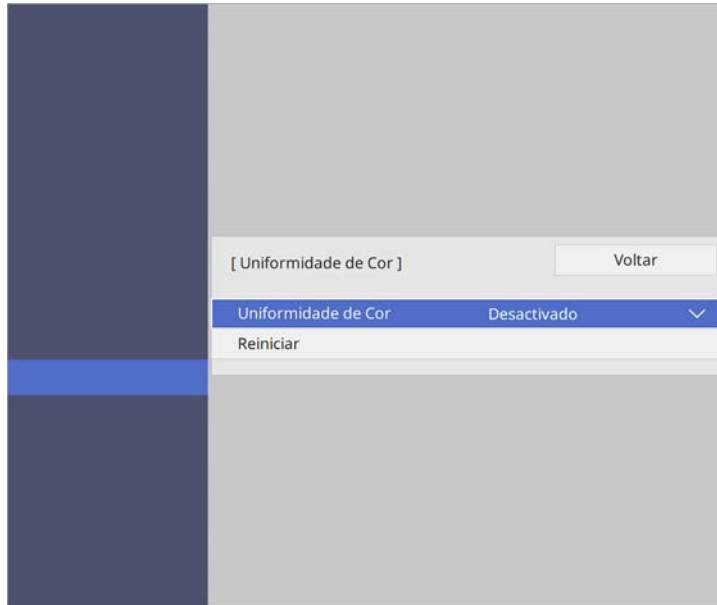 [ Uniformidade de Cor ] Voltar
Uniformidade de Cor Desactivado
Reiniciar